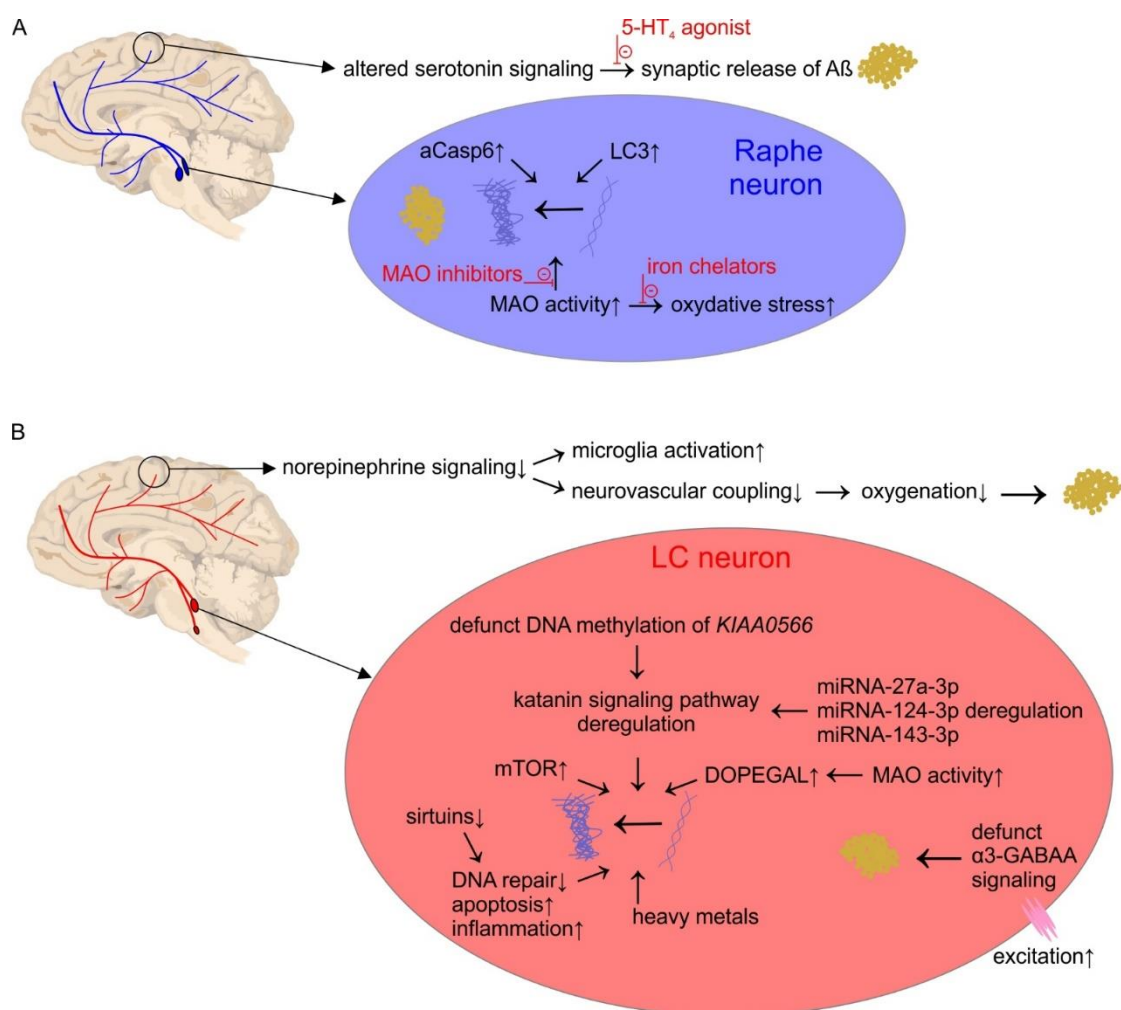 A
5-HT₄ agonist
altered serotonin signaling → synaptic release of Aß
aCasp6↑
LC3↑
Raphe
neuron
MAO inhibitors
iron chelators
MAO activity↑ → oxydative stress↑
B
microglia activation↑
norepinephrine signaling↓
neurovascular coupling↓ → oxygenation↓ →
LC neuron
defunct DNA methylation of KIAA0566
katanin signaling pathway
deregulation
miRNA-27a-3p
miRNA-124-3p deregulation
miRNA-143-3p
mTOR↑
DOPEGAL↑ ← MAO activity↑
sirtuins↓
DNA repair↓
apoptosis↑
inflammation↑
heavy metals
defunct
α3-GABAA
signaling
excitation↑